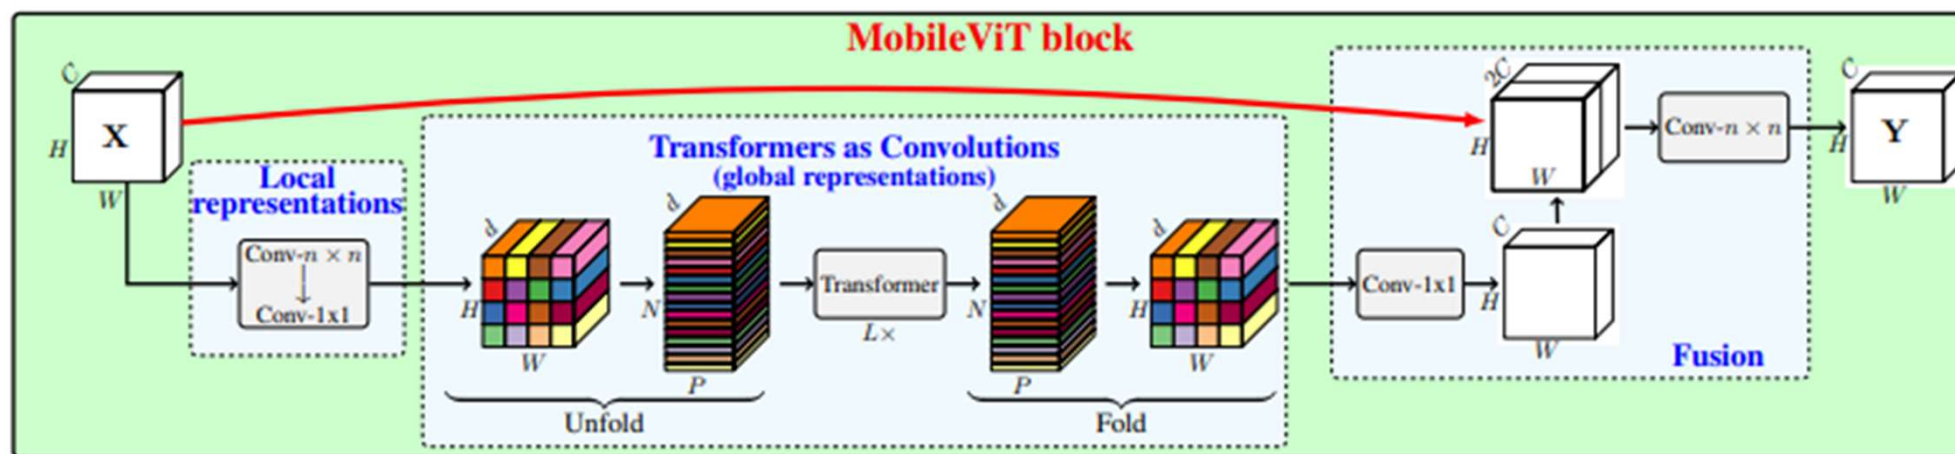 MobileViT block
C
X
H
W
Local
representations
Conv-n × n
Conv-1x1
Transformers as Convolutions
(global representations)
d
H
W
d
N
P
Unfold
Transformer
L×
d
N
P
d
H
W
Fold
Conv-1x1
C
H
W
2C
H
W
Conv-n × n
Fusion
C
Y
H
W